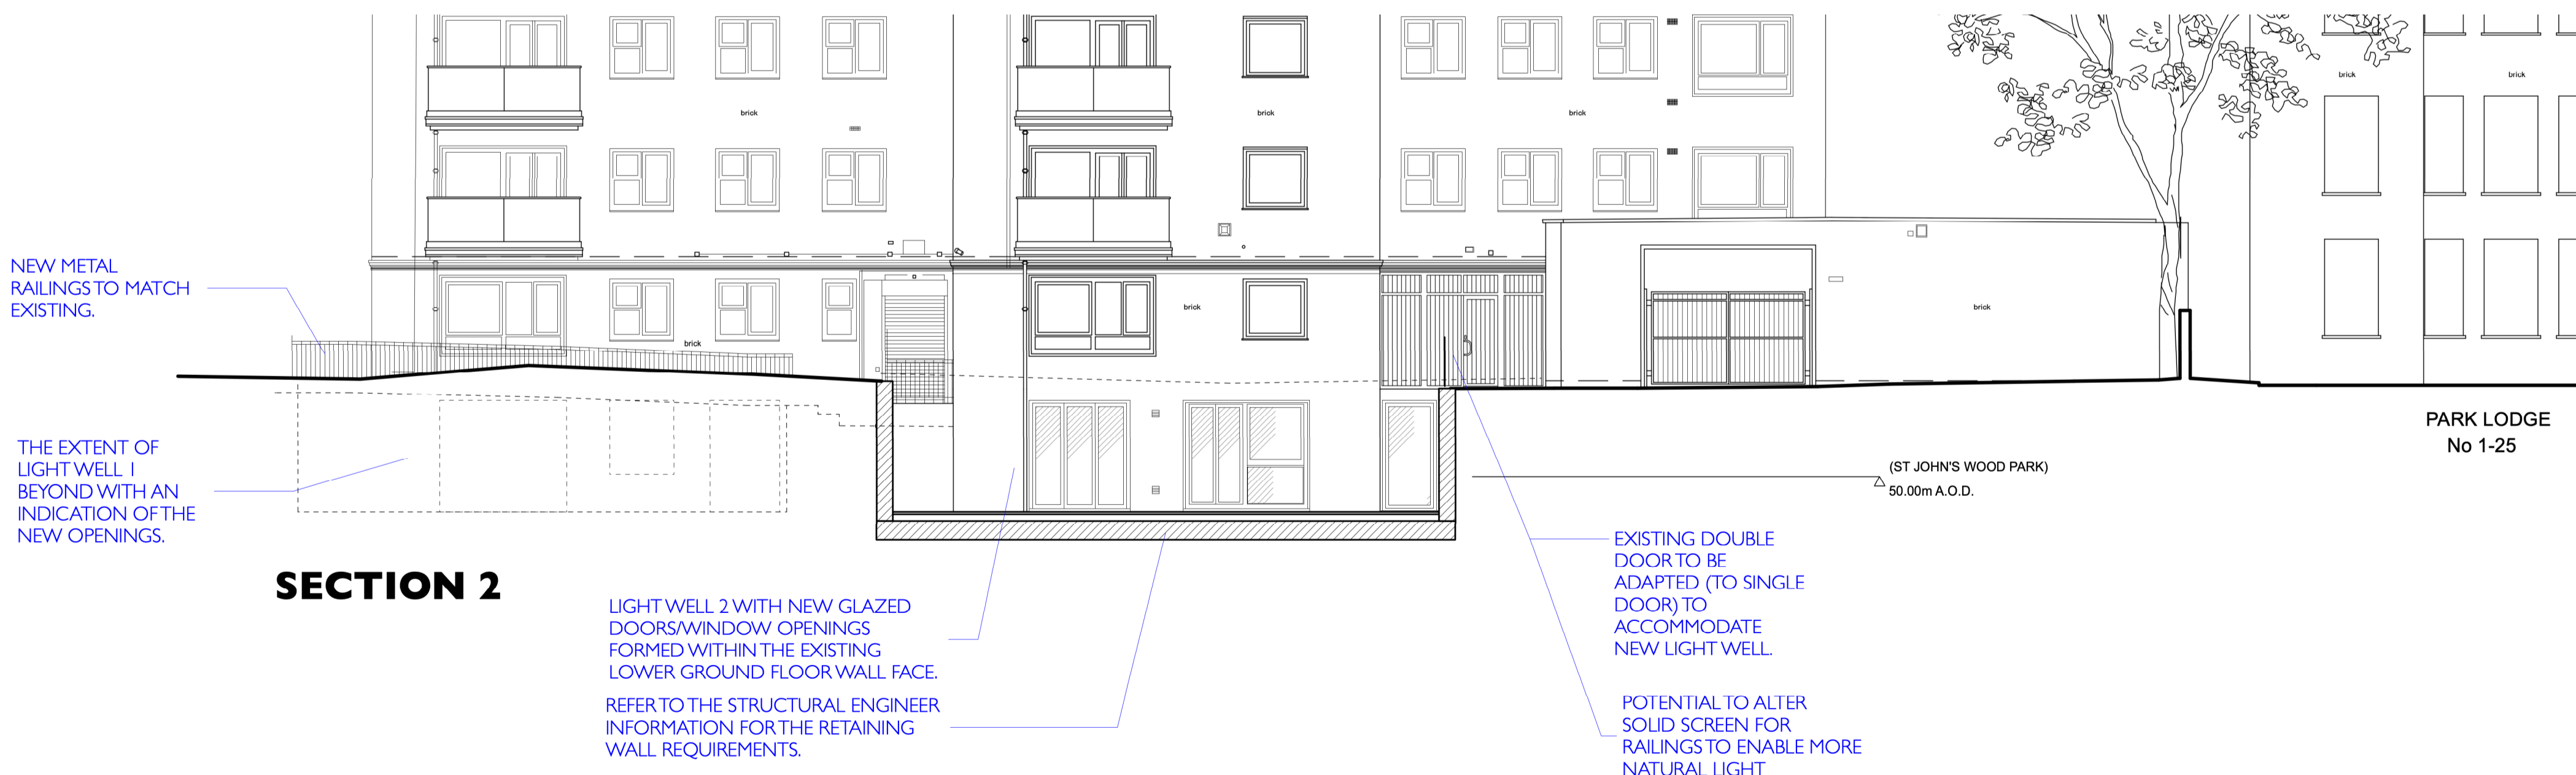 brick
brick
brick
brick
brick
NEW METAL
RAILINGS TO MATCH
EXISTING.
brick
brick
brick
THE EXTENT OF
LIGHT WELL 1
BEYOND WITH AN
INDICATION OF THE
NEW OPENINGS.
PARK LODGE
No 1-25
(ST JOHN'S WOOD PARK)
50.00m A.O.D.
SECTION 2
EXISTING DOUBLE
DOOR TO BE
ADAPTED (TO SINGLE
DOOR) TO
ACCOMMODATE
NEW LIGHT WELL.
LIGHT WELL 2 WITH NEW GLAZED
DOORS/WINDOW OPENINGS
FORMED WITHIN THE EXISTING
LOWER GROUND FLOOR WALL FACE.
REFER TO THE STRUCTURAL ENGINEER
INFORMATION FOR THE RETAINING
WALL REQUIREMENTS.
POTENTIAL TO ALTER
SOLID SCREEN FOR
RAILINGS TO ENABLE MORE
NATURAL LIGHT